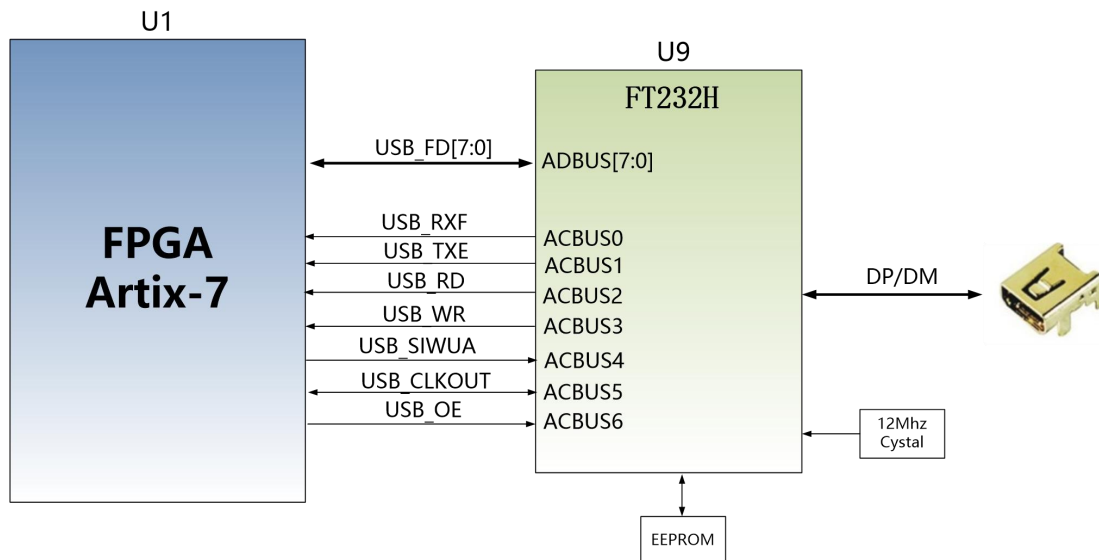 U1
U9
FT232H
USB_FD[7:0]
ADBUS[7:0]
FPGA
Artix-7
USB_RXF
ACBUS0
USB_TXE
ACBUS1
USB_RD
ACBUS2
USB_WR
ACBUS3
USB_SIWUA
ACBUS4
USB_CLKOUT
ACBUS5
USB_OE
ACBUS6
DP/DM
12Mhz
Cystal
EEPROM